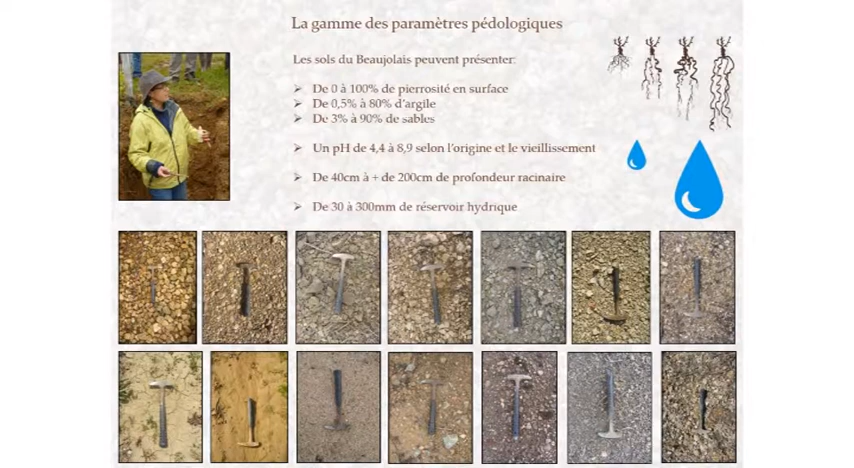 La gamme des paramètres pédologiques
Les sols du Beaujolais peuvent présenter:
➢ De 0 à 100% de pierrosité en surface
➢ De 0,5% à 80% d'argile
➢ De 3% à 90% de sables
➢ Un pH de 4,4 à 8,9 selon l'origine et le vieillissement
➢ De 40cm à + de 200cm de profondeur racinaire
➢ De 30 à 300mm de réservoir hydrique